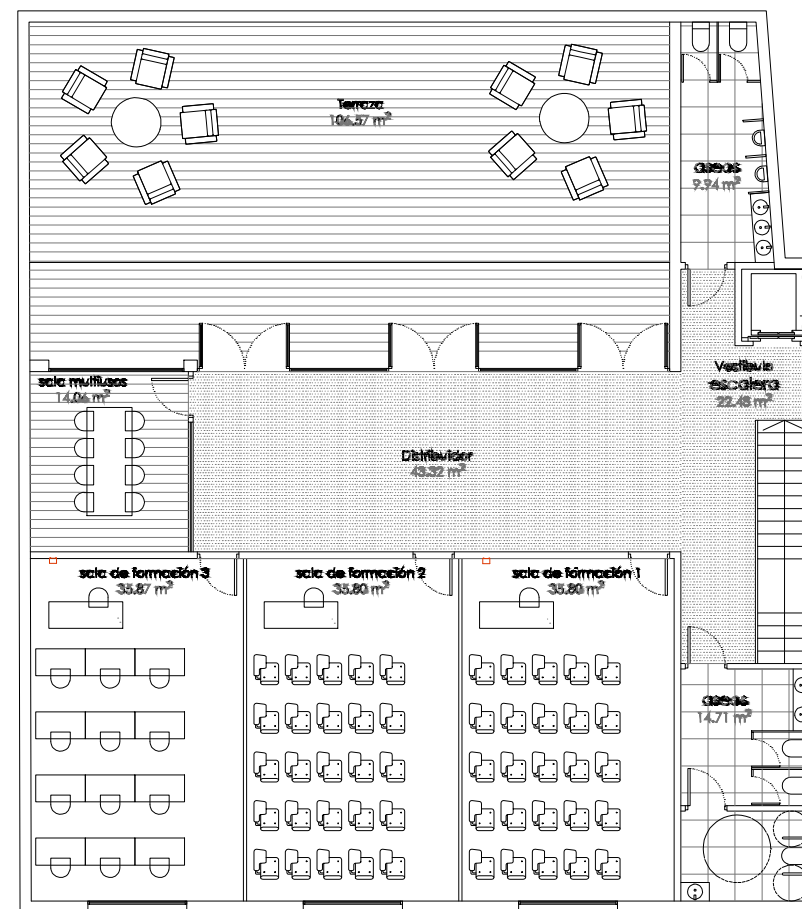 Terraza
106.57 m²
aseos
9.94 m²
Vestíbulo
escalera
22.48 m²
sala multiusos
14.06 m²
Distribuidor
43.32 m²
sala de formación 3
35.87 m²
sala de formación 2
35.80 m²
sala de formación 1
35.80 m²
aseos
14.71 m²